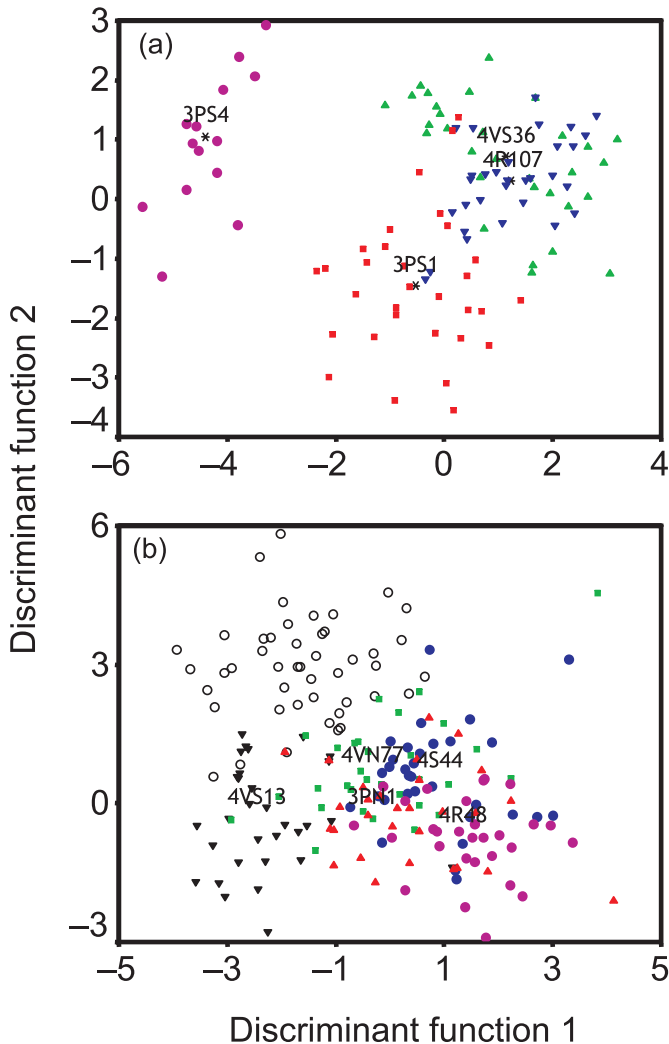 Discriminant function 2
(a)
3
2
1
0
−1
−2
−3
−4
3PS4
4VS36
4R107
3PS1
−6 −4 −2 0 2 4
(b)
6
3
0
−3
4VN77
4S44
4VS13
3PN1
4R48
−5 −3 −1 1 3 5
Discriminant function 1